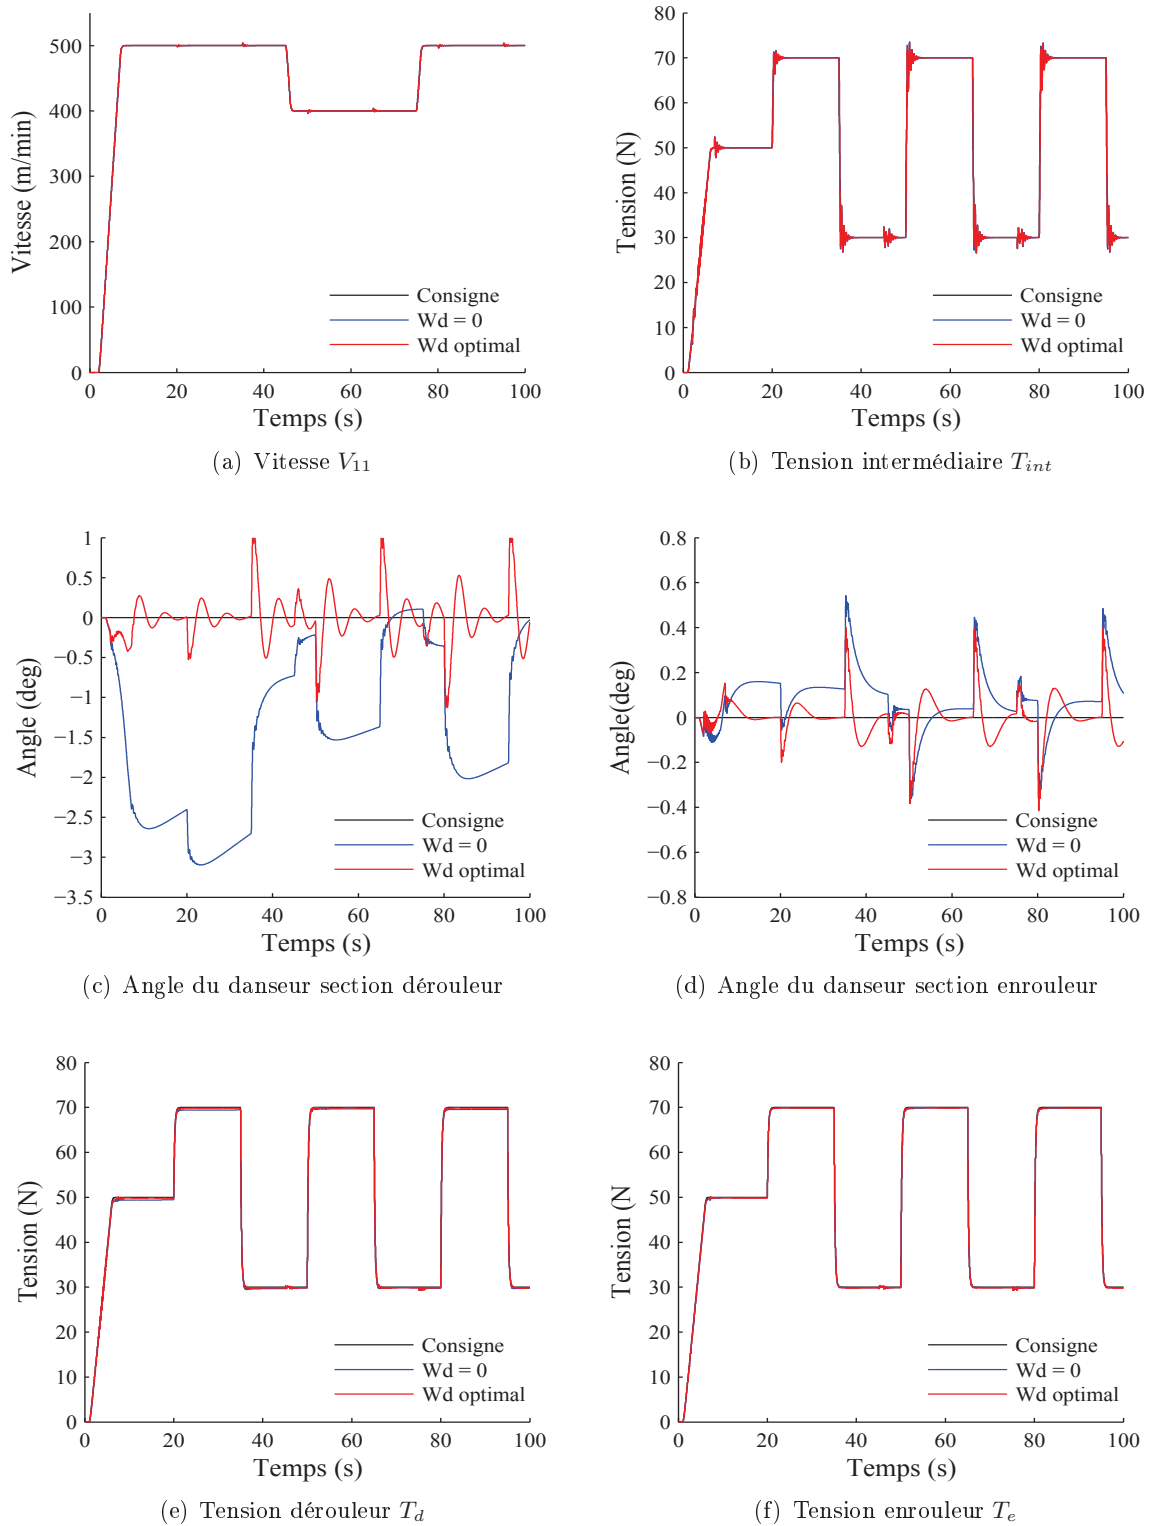 500
400
300
200
100
0
0
20
40
60
80
100
Vitesse (m/min)
Temps (s)
Consigne
Wd = 0
Wd optimal
(a) Vitesse V11
80
70
60
50
40
30
20
10
0
0
20
40
60
80
100
Tension (N)
Temps (s)
Consigne
Wd = 0
Wd optimal
(b) Tension intermédiaire Tint
1
0.5
0
−0.5
−1
−1.5
−2
−2.5
−3
−3.5
0
20
40
60
80
100
Angle (deg)
Temps (s)
Consigne
Wd = 0
Wd optimal
(c) Angle du danseur section dérouleur
0.8
0.6
0.4
0.2
0
−0.2
−0.4
−0.6
−0.8
0
20
40
60
80
100
Angle(deg)
Temps (s)
Consigne
Wd = 0
Wd optimal
(d) Angle du danseur section enrouleur
80
70
60
50
40
30
20
10
0
0
20
40
60
80
100
Tension (N)
Temps (s)
Consigne
Wd = 0
Wd optimal
(e) Tension dérouleur Td
80
70
60
50
40
30
20
10
0
0
20
40
60
80
100
Tension (N
Temps (s)
Consigne
Wd = 0
Wd optimal
(f) Tension enrouleur Te